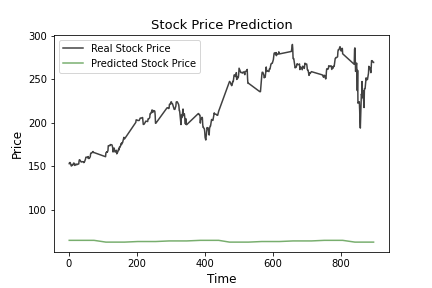 Stock Price Prediction
300
250
200
150
100
Price
Real Stock Price
Predicted Stock Price
0 200 400 600 800
Time